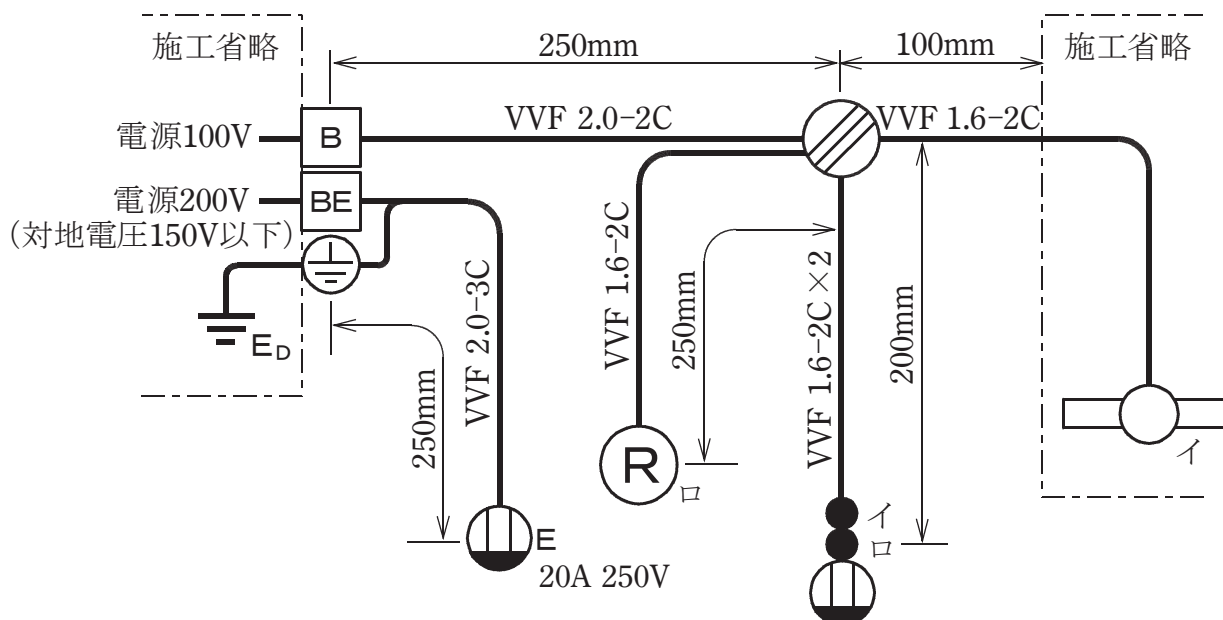 施工省略
250mm
100mm
施工省略
電源100V
B
VVF 2.0-2C
VVF 1.6-2C
電源200V
BE
(対地電圧150V以下)
ED
250mm
VVF 2.0-3C
VVF 1.6-2C
250mm
VVF 1.6-2C×2
200mm
R
ロ
イ
イ
ロ
E
20A 250V